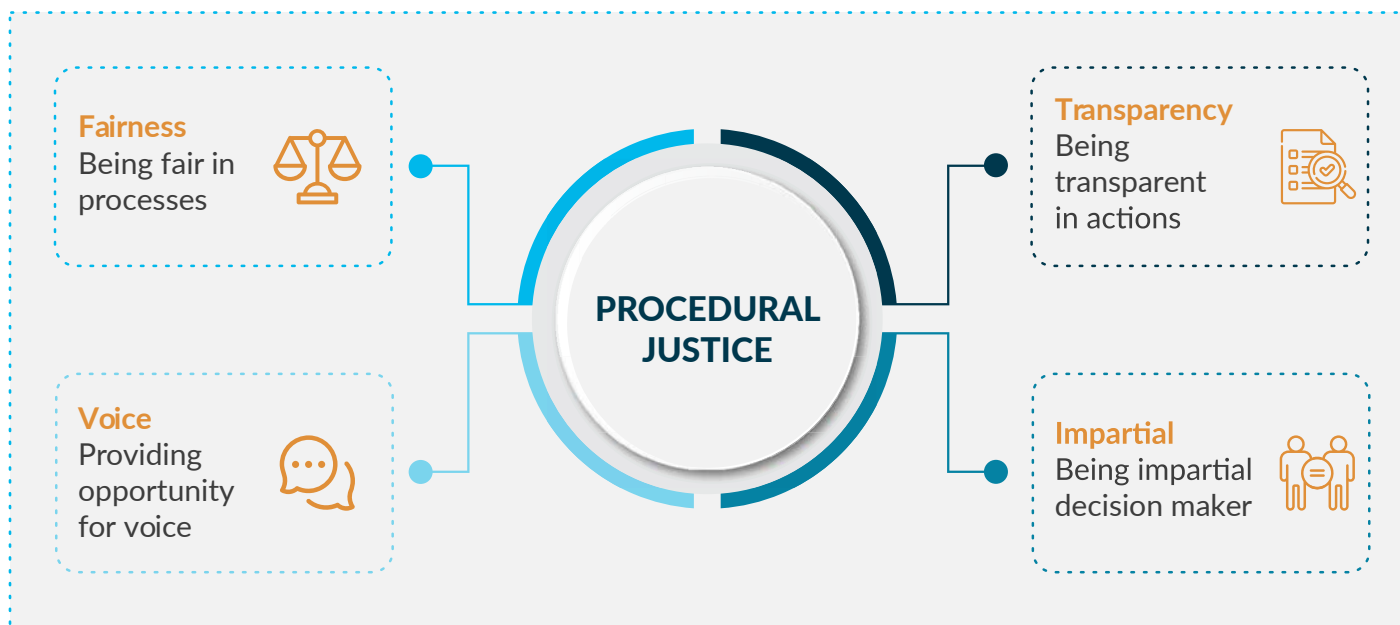 Fairness
Being fair in
processes
Voice
Providing
opportunity
for voice
PROCEDURAL
JUSTICE
Transparency
Being
transparent
in actions
Impartial
Being impartial
decision maker